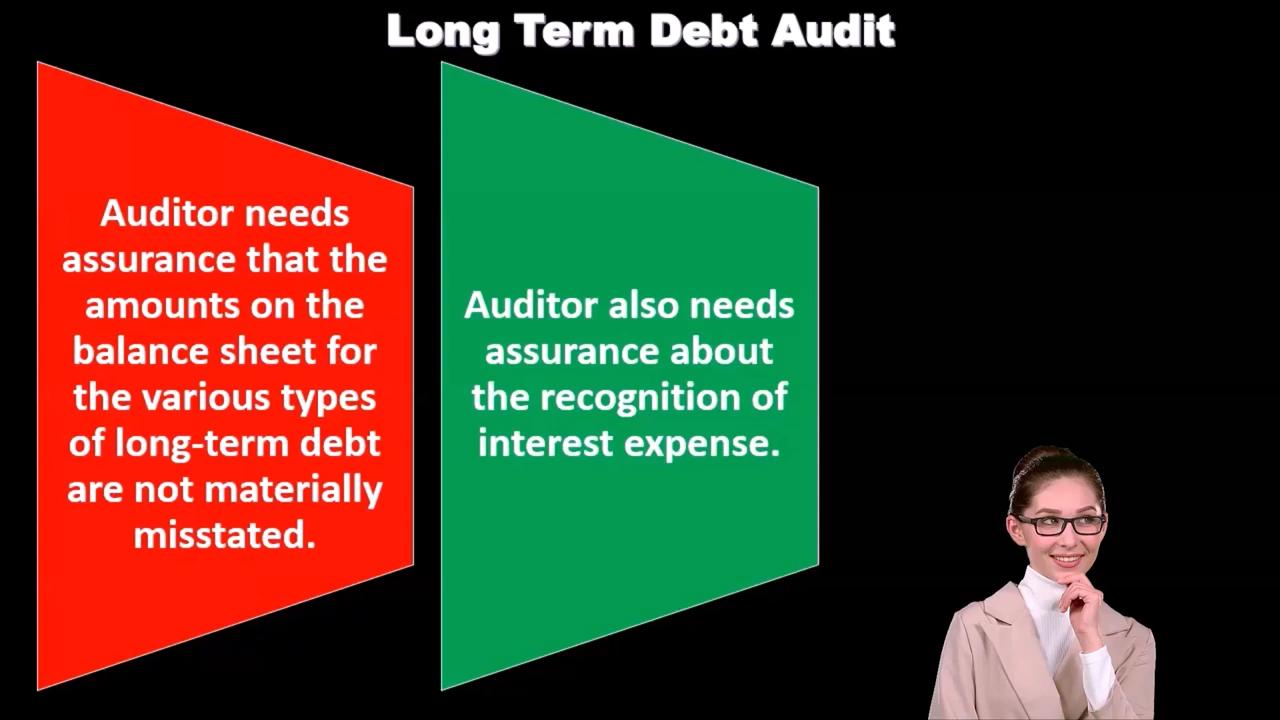 Long Term Debt Audit
Auditor needs
assurance that the
amounts on the
balance sheet for
the various types
of long-term debt
are not materially
misstated.
Auditor also needs
assurance about
the recognition of
interest expense.